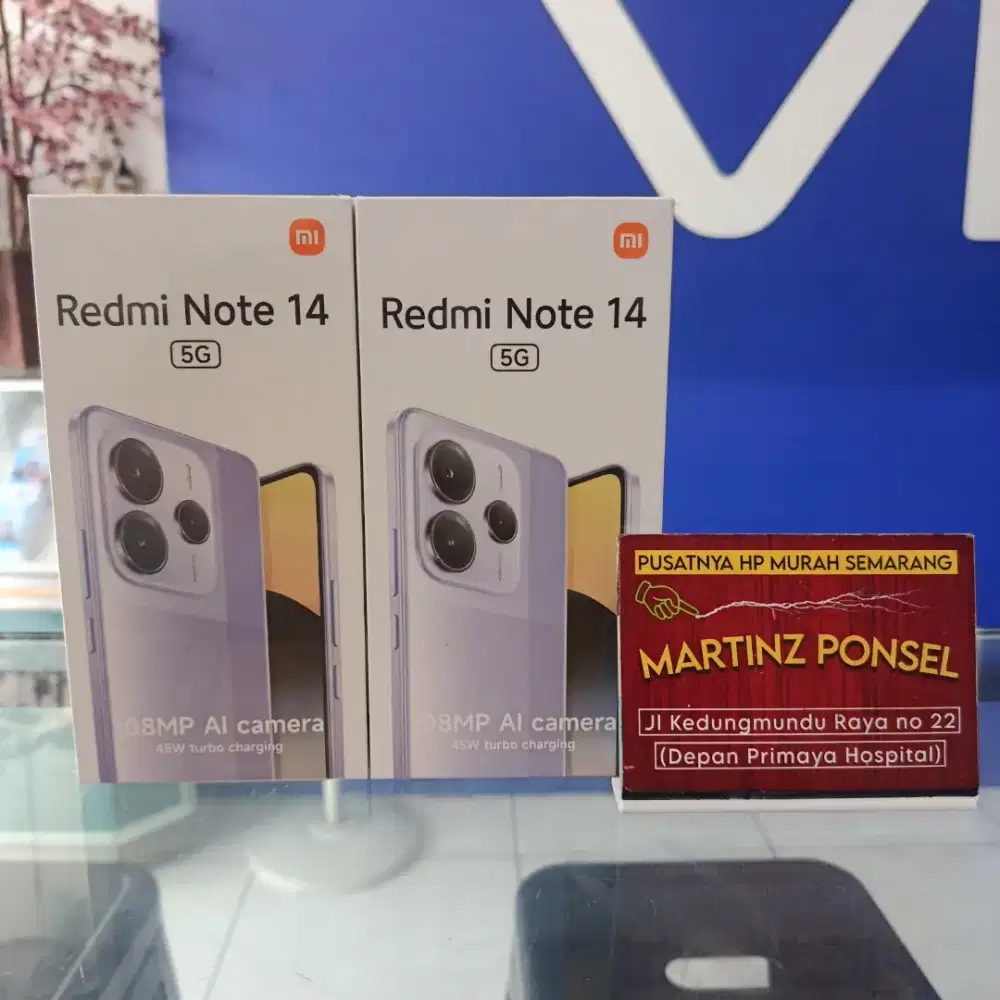 mi
Redmi Note 14
5G
08MP AI camera
45W turbo charging
mi
Redmi Note 14
5G
08MP AI camera
45W turbo charging
PUSATNYA HP MURAH SEMARANG
MARTINZ PONSEL
Jl Kedungmundu Raya no 22
(Depan Primaya Hospital)